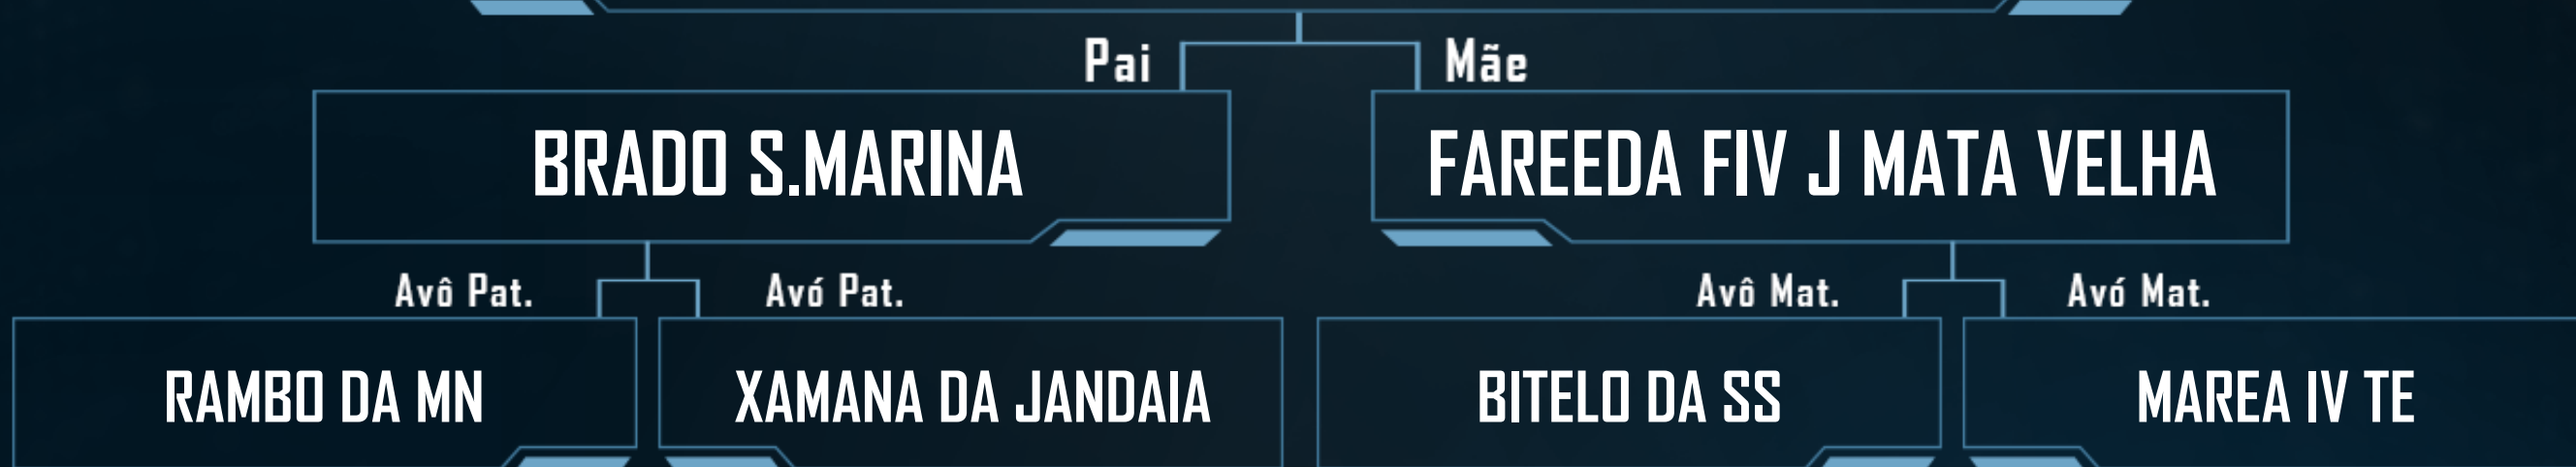 Pai
Mãe
BRADO S.MARINA
FAREEDA FIV J MATA VELHA
Avô Pat.
Avó Pat.
Avô Mat.
Avó Mat.
RAMBO DA MN
XAMANA DA JANDAIA
BITELO DA SS
MAREA IV TE